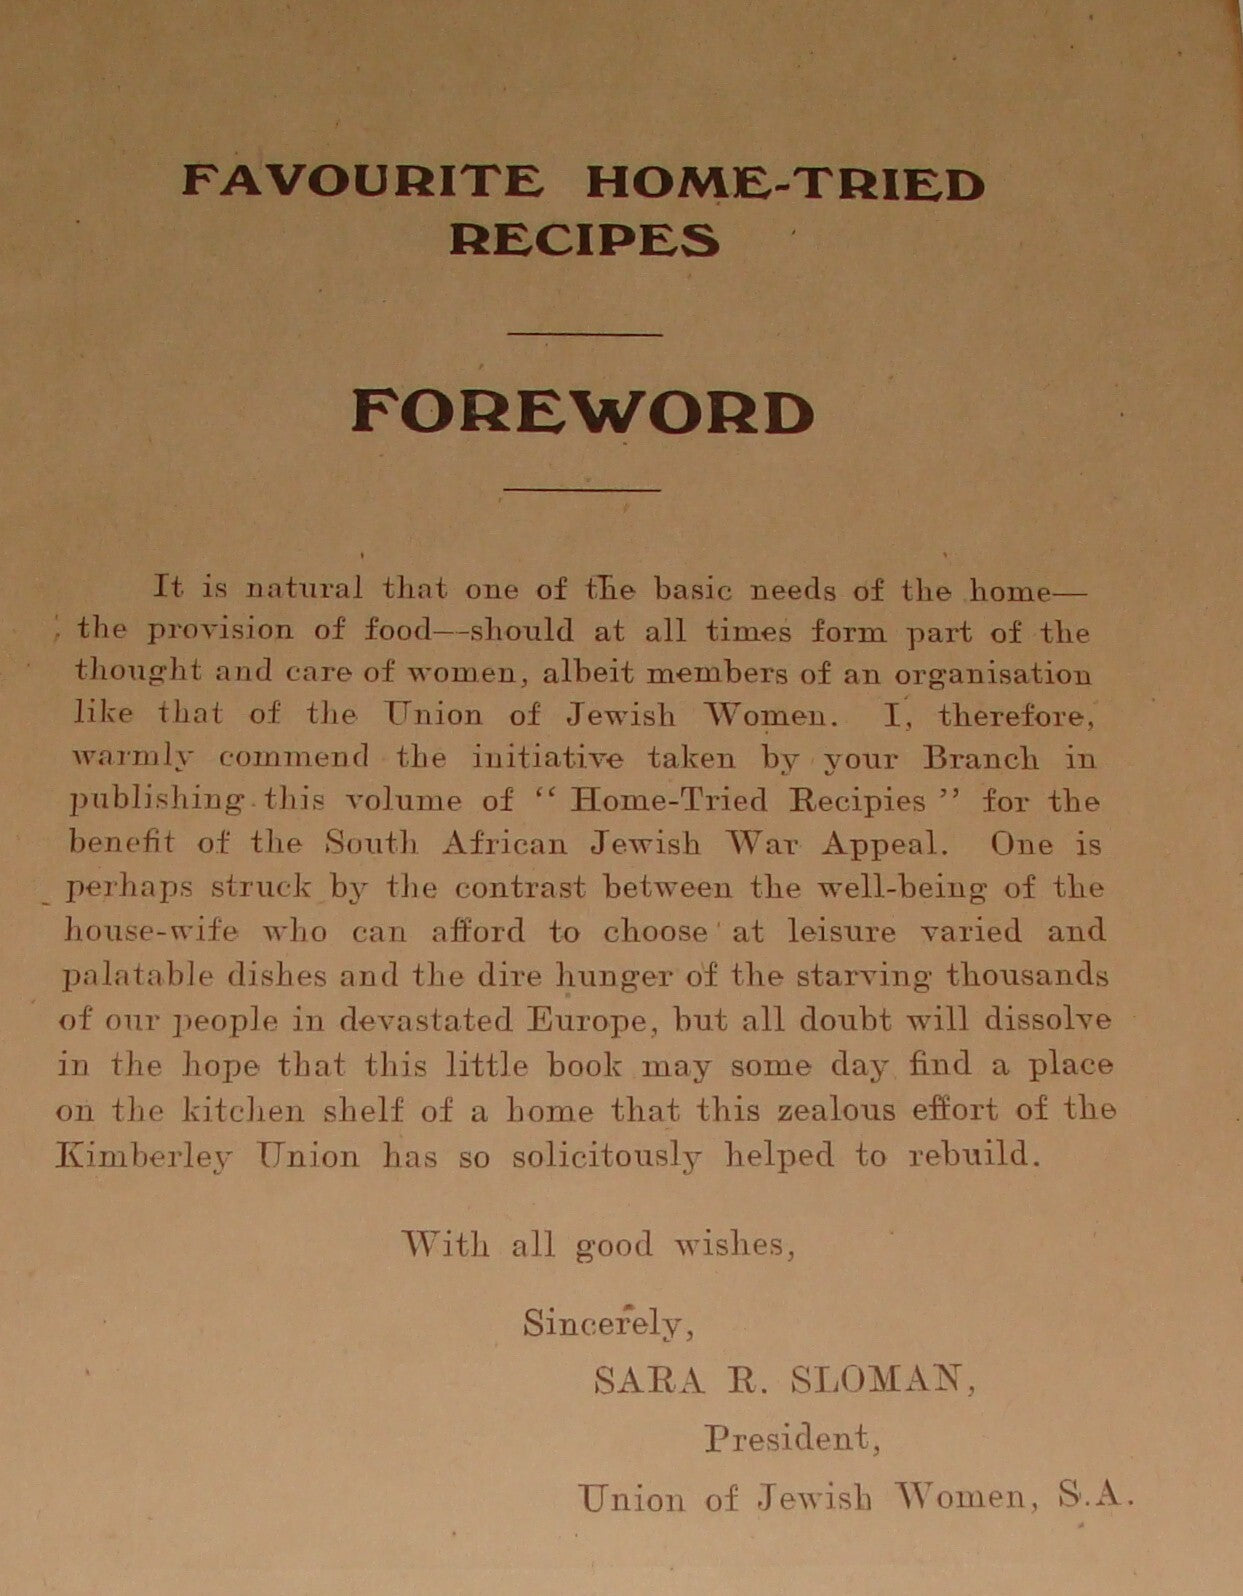 FAVOURITE HOME-TRIED
RECIPES
FOREWORD
It is natural that one of the basic needs of the home—
the provision of food—should at all times form part of the
thought and care of women, albeit members of an organisation
like that of the Union of Jewish Women. I, therefore,
warmly commend the initiative taken by your Branch in
publishing this volume of “ Home-Tried Recipies ” for the
benefit of the South African Jewish War Appeal. One is
perhaps struck by the contrast between the well-being of the
house-wife who can afford to choose at leisure varied and
palatable dishes and the dire hunger of the starving thousands
of our people in devastated Europe, but all doubt will dissolve
in the hope that this little book may some day find a place
on the kitchen shelf of a home that this zealous effort of the
Kimberley Union has so solicitously helped to rebuild.
With all good wishes,
Sincerely,
SARA R. SLOMAN,
President,
Union of Jewish Women, S.A.